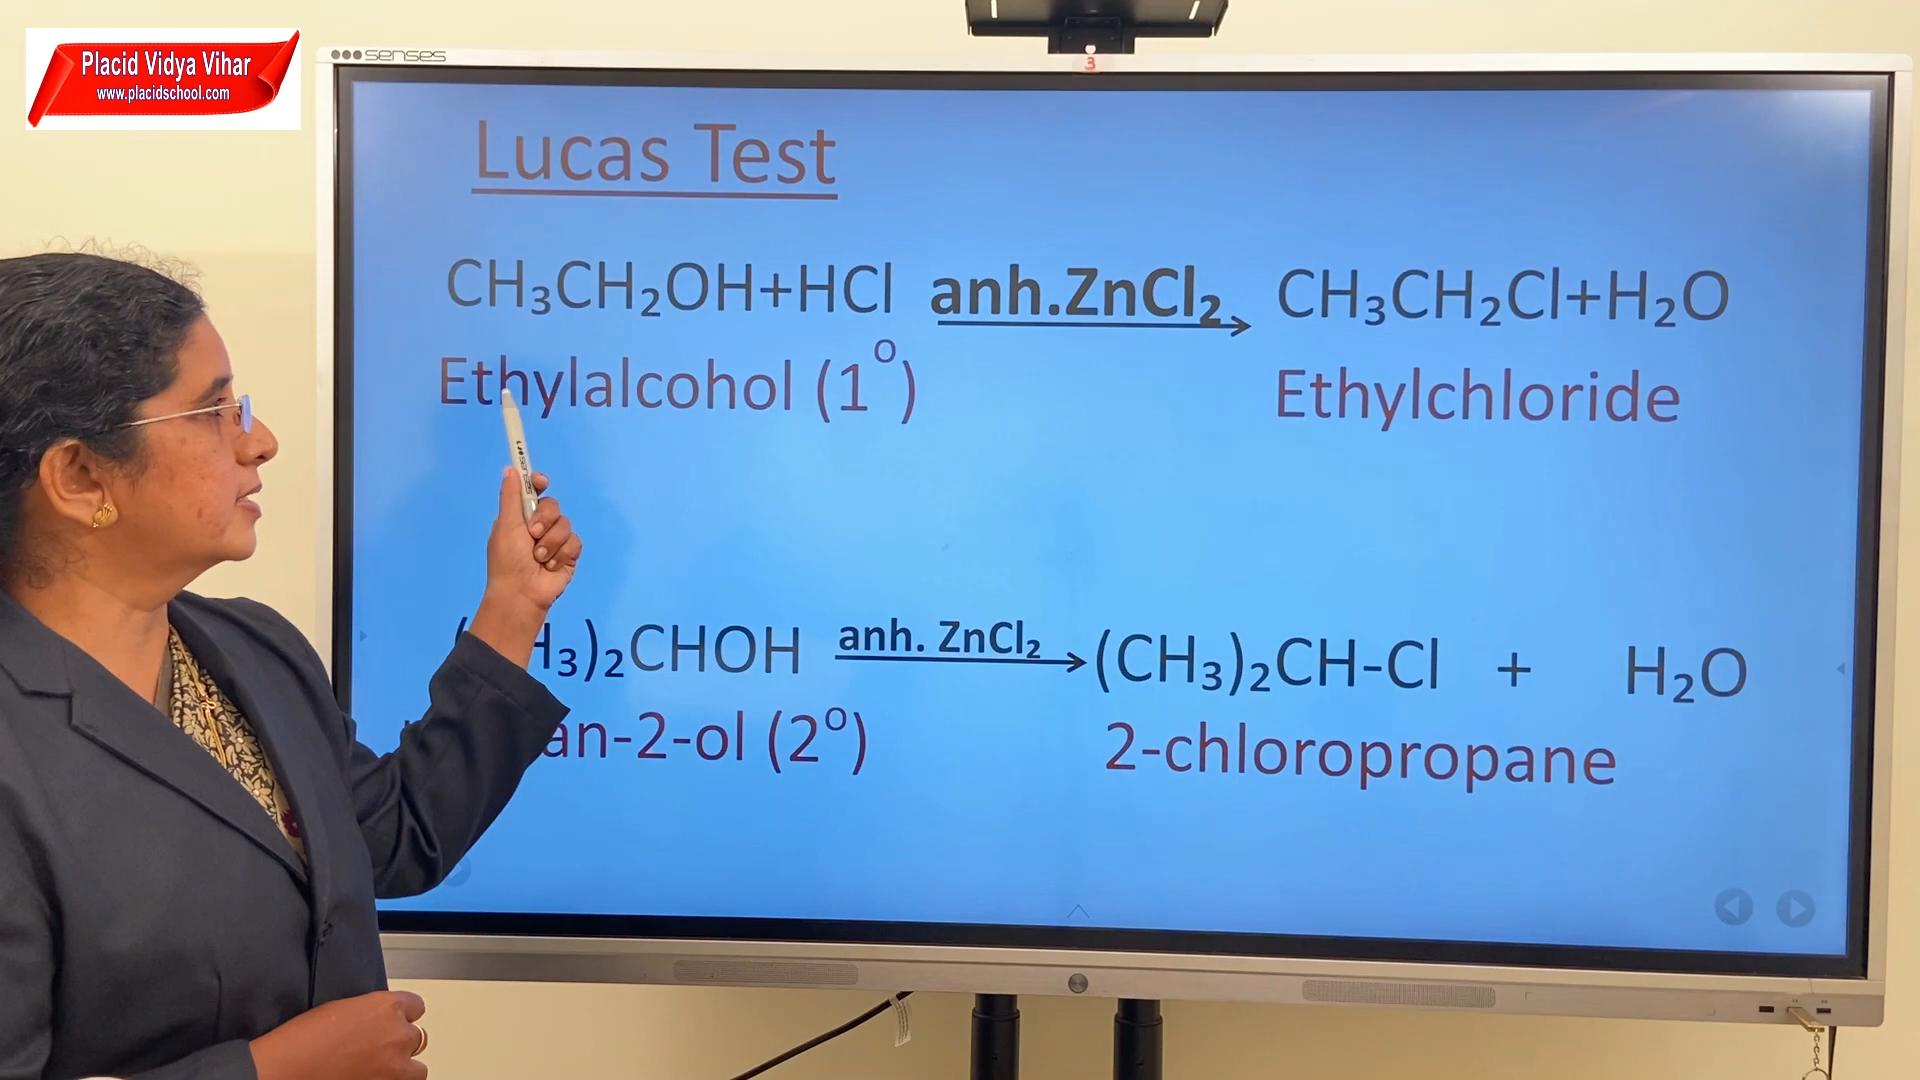 Placid Vidya Vihar
www.placidschool.com
senses
3
Lucas Test
CH₃CH₂OH+HCl anh.ZnCl₂ CH₃CH₂Cl+H₂O
Ethylalcohol (1°) Ethylchloride
H₃)₂CHOH anh. ZnCl₂ (CH₃)₂CH-Cl + H₂O
an-2-ol (2°) 2-chloropropane